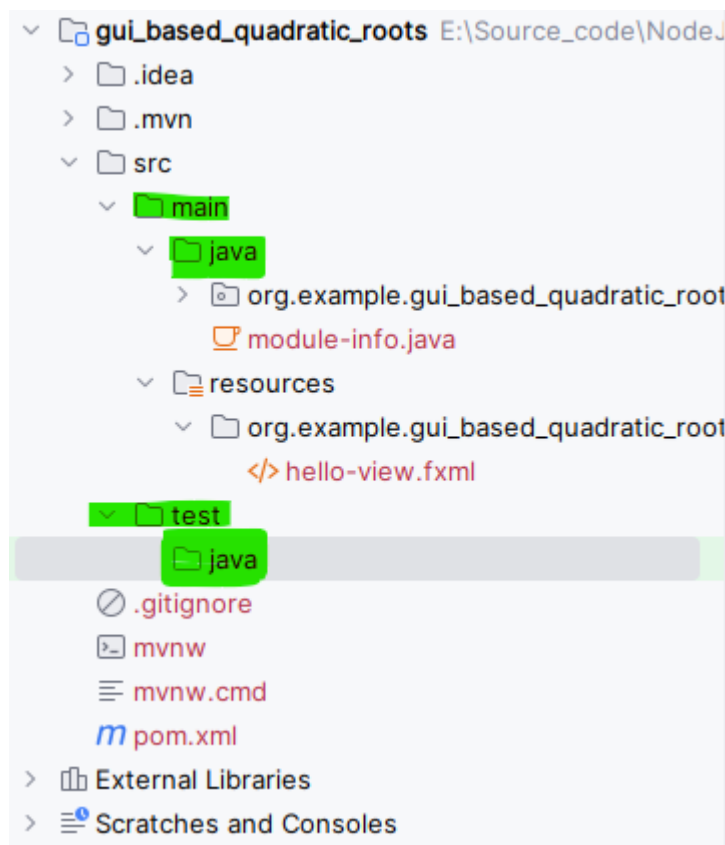 gui_based_quadratic_roots E:\Source_code\NodeJ
.idea
.mvn
src
main
java
org.example.gui_based_quadratic_root
module-info.java
resources
org.example.gui_based_quadratic_root
hello-view.fxml
test
java
.gitignore
mvnw
mvnw.cmd
m pom.xml
External Libraries
Scratches and Consoles